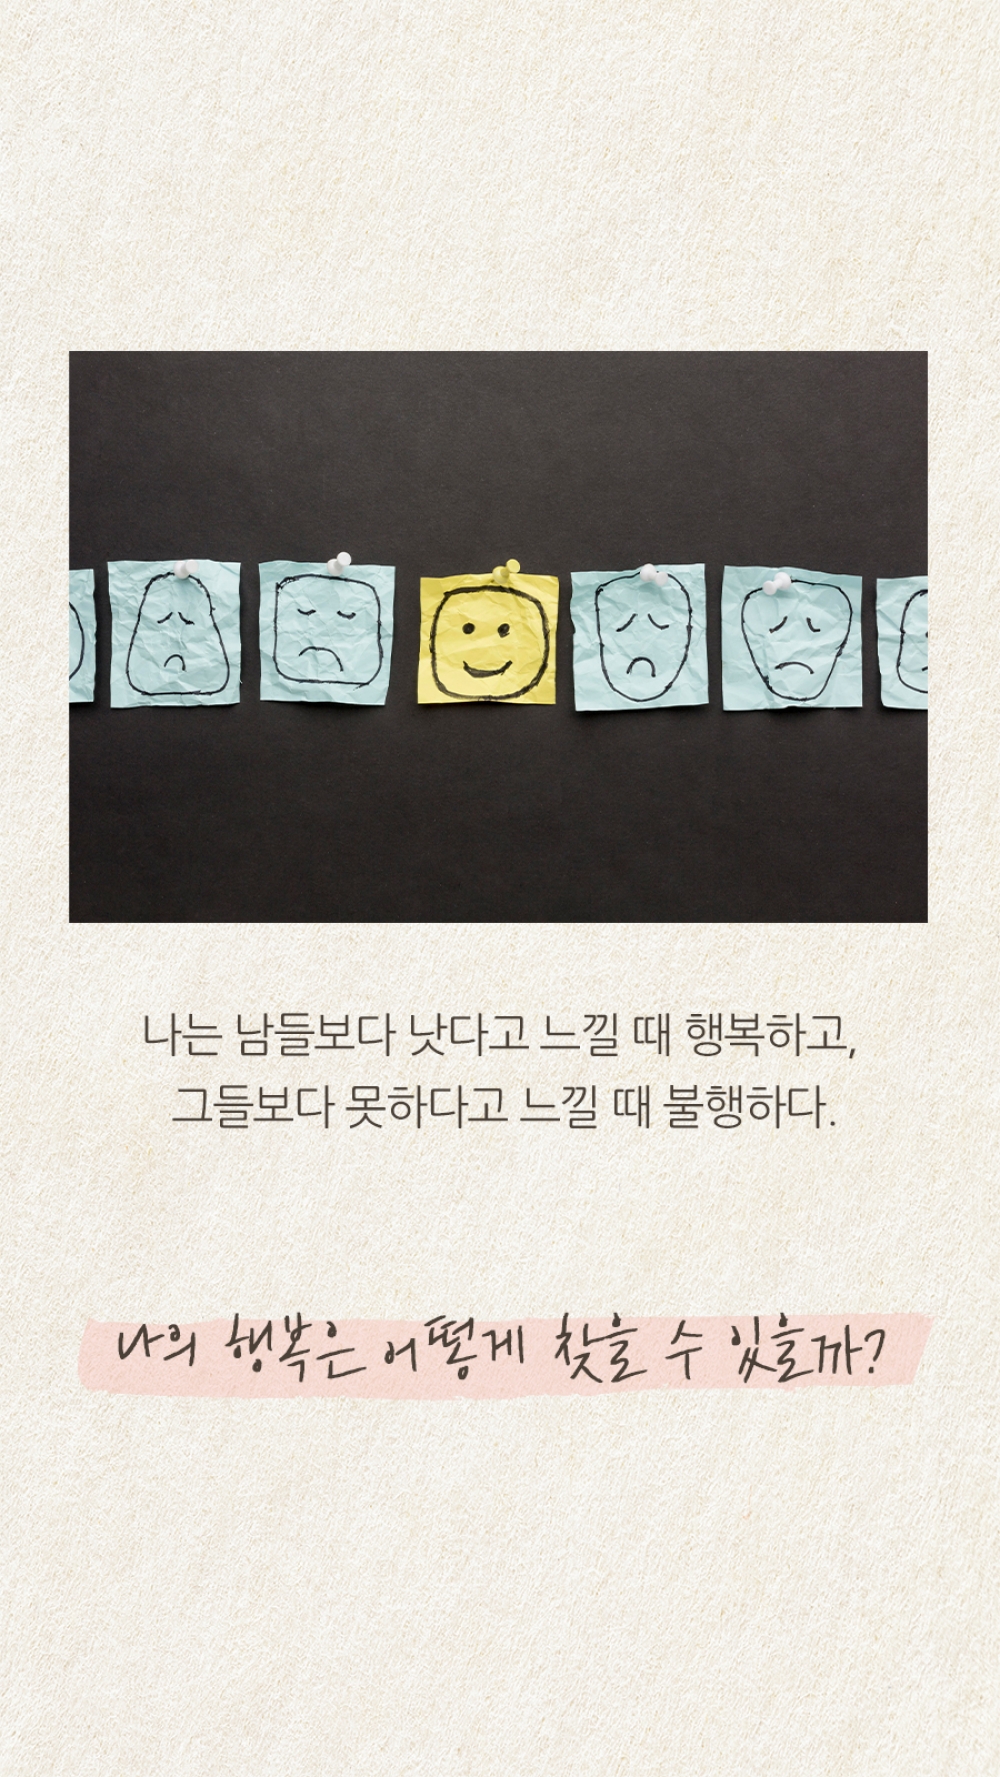 나는 남들보다 낫다고 느낄 때 행복하고,
그들보다 못하다고 느낄 때 불행하다.
나의 행복은 어떻게 찾을 수 있을까?